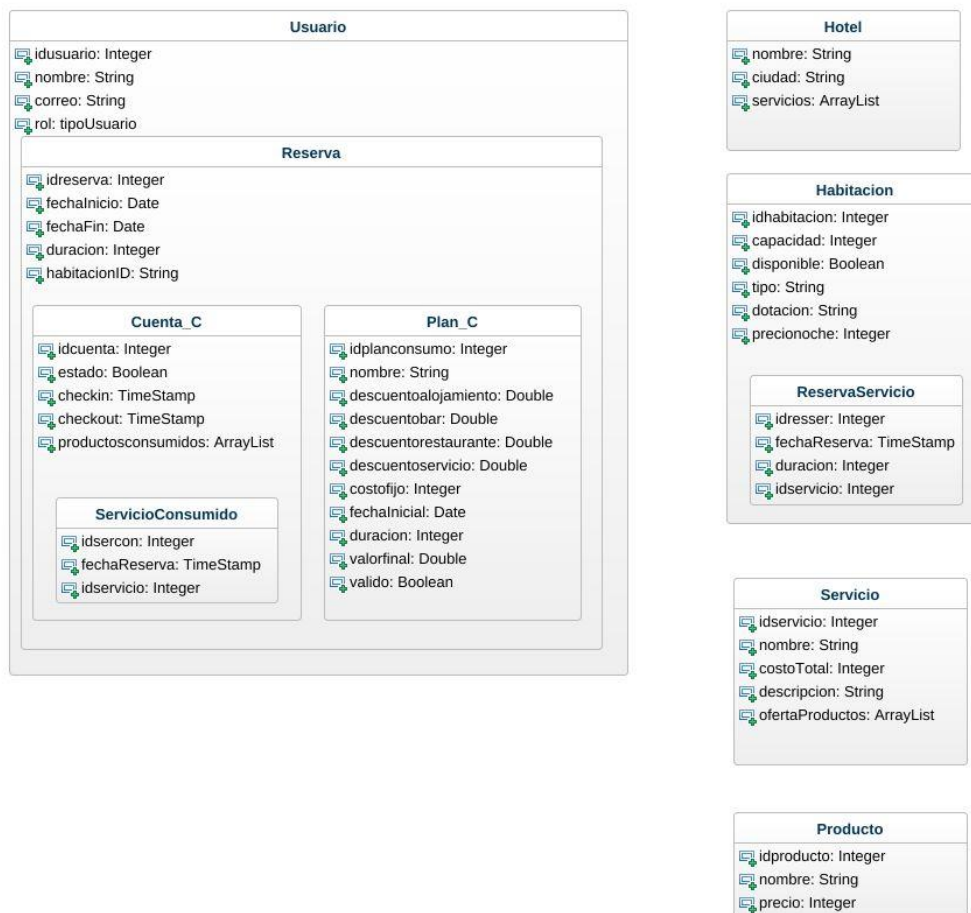 Usuario
idusuario: Integer
nombre: String
correo: String
rol: tipoUsuario
Reserva
idreserva: Integer
fechaInicio: Date
fechaFin: Date
duracion: Integer
habitacionID: String
Cuenta_C
idcuenta: Integer
estado: Boolean
checkin: TimeStamp
checkout: TimeStamp
productosconsumidos: ArrayList
ServicioConsumido
idsercon: Integer
fechaReserva: TimeStamp
idservicio: Integer
Plan_C
idplanconsumo: Integer
nombre: String
descuentoalojamiento: Double
descuentobar: Double
descuentorestaurante: Double
descuentoservicio: Double
costofijo: Integer
fechaInicial: Date
duracion: Integer
valorfinal: Double
valido: Boolean
Hotel
nombre: String
ciudad: String
servicios: ArrayList
Habitacion
idhabitacion: Integer
capacidad: Integer
disponible: Boolean
tipo: String
dotacion: String
precionoche: Integer
ReservaServicio
idresser: Integer
fechaReserva: TimeStamp
duracion: Integer
idservicio: Integer
Servicio
idservicio: Integer
nombre: String
costoTotal: Integer
descripcion: String
ofertaProductos: ArrayList
Producto
idproducto: Integer
nombre: String
precio: Integer